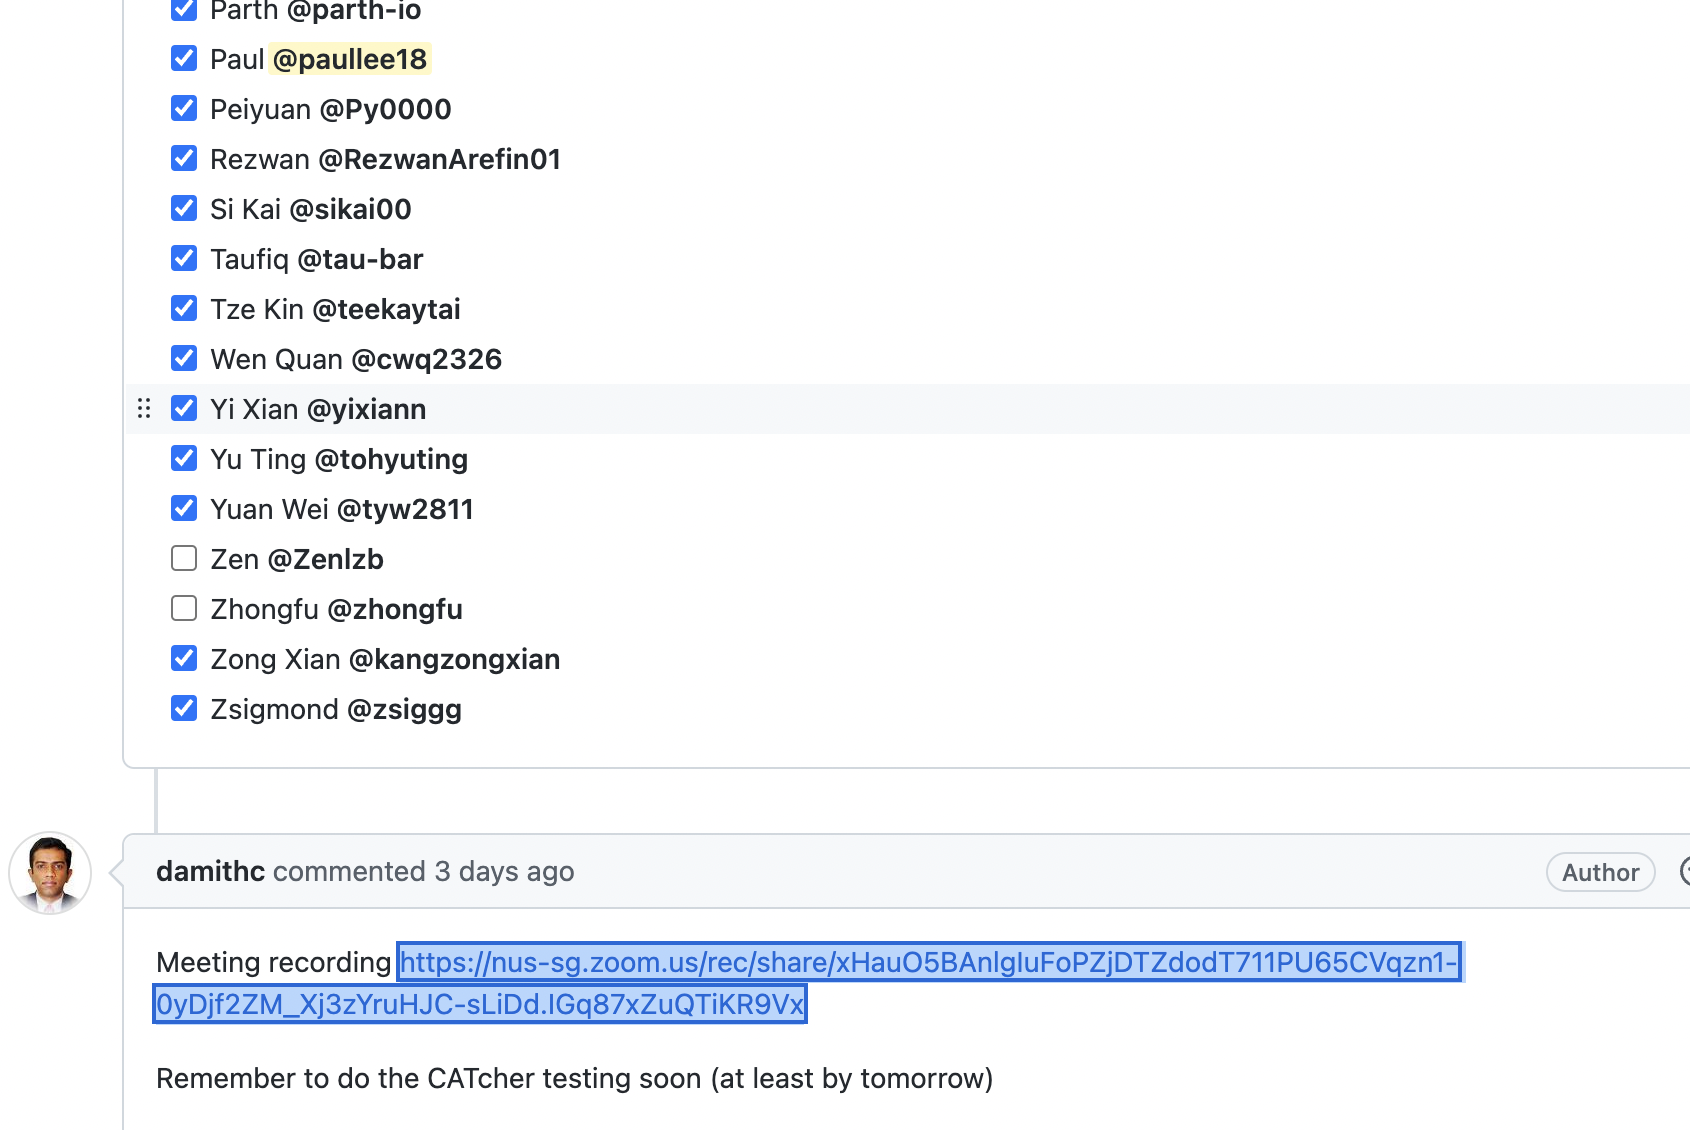 Parth @parth-io
Paul @paullee18
Peiyuan @Py0000
Rezwan @RezwanArefin01
Si Kai @sikai00
Taufiq @tau-bar
Tze Kin @teekaytai
Wen Quan @cwq2326
Yi Xian @yixiann
Yu Ting @tohyuting
Yuan Wei @tyw2811
Zen @Zenlzb
Zhongfu @zhongfu
Zong Xian @kangzongxian
Zsigmond @zsiggg
damithc commented 3 days ago
Author
Meeting recording https://nus-sg.zoom.us/rec/share/xHauO5BAnlgluFoPZjDTZdodT711PU65CVqzn1-
0yDjf2ZM_Xj3zYruHJC-sLiDd.IGq87xZuQTiKR9Vx
Remember to do the CATcher testing soon (at least by tomorrow)